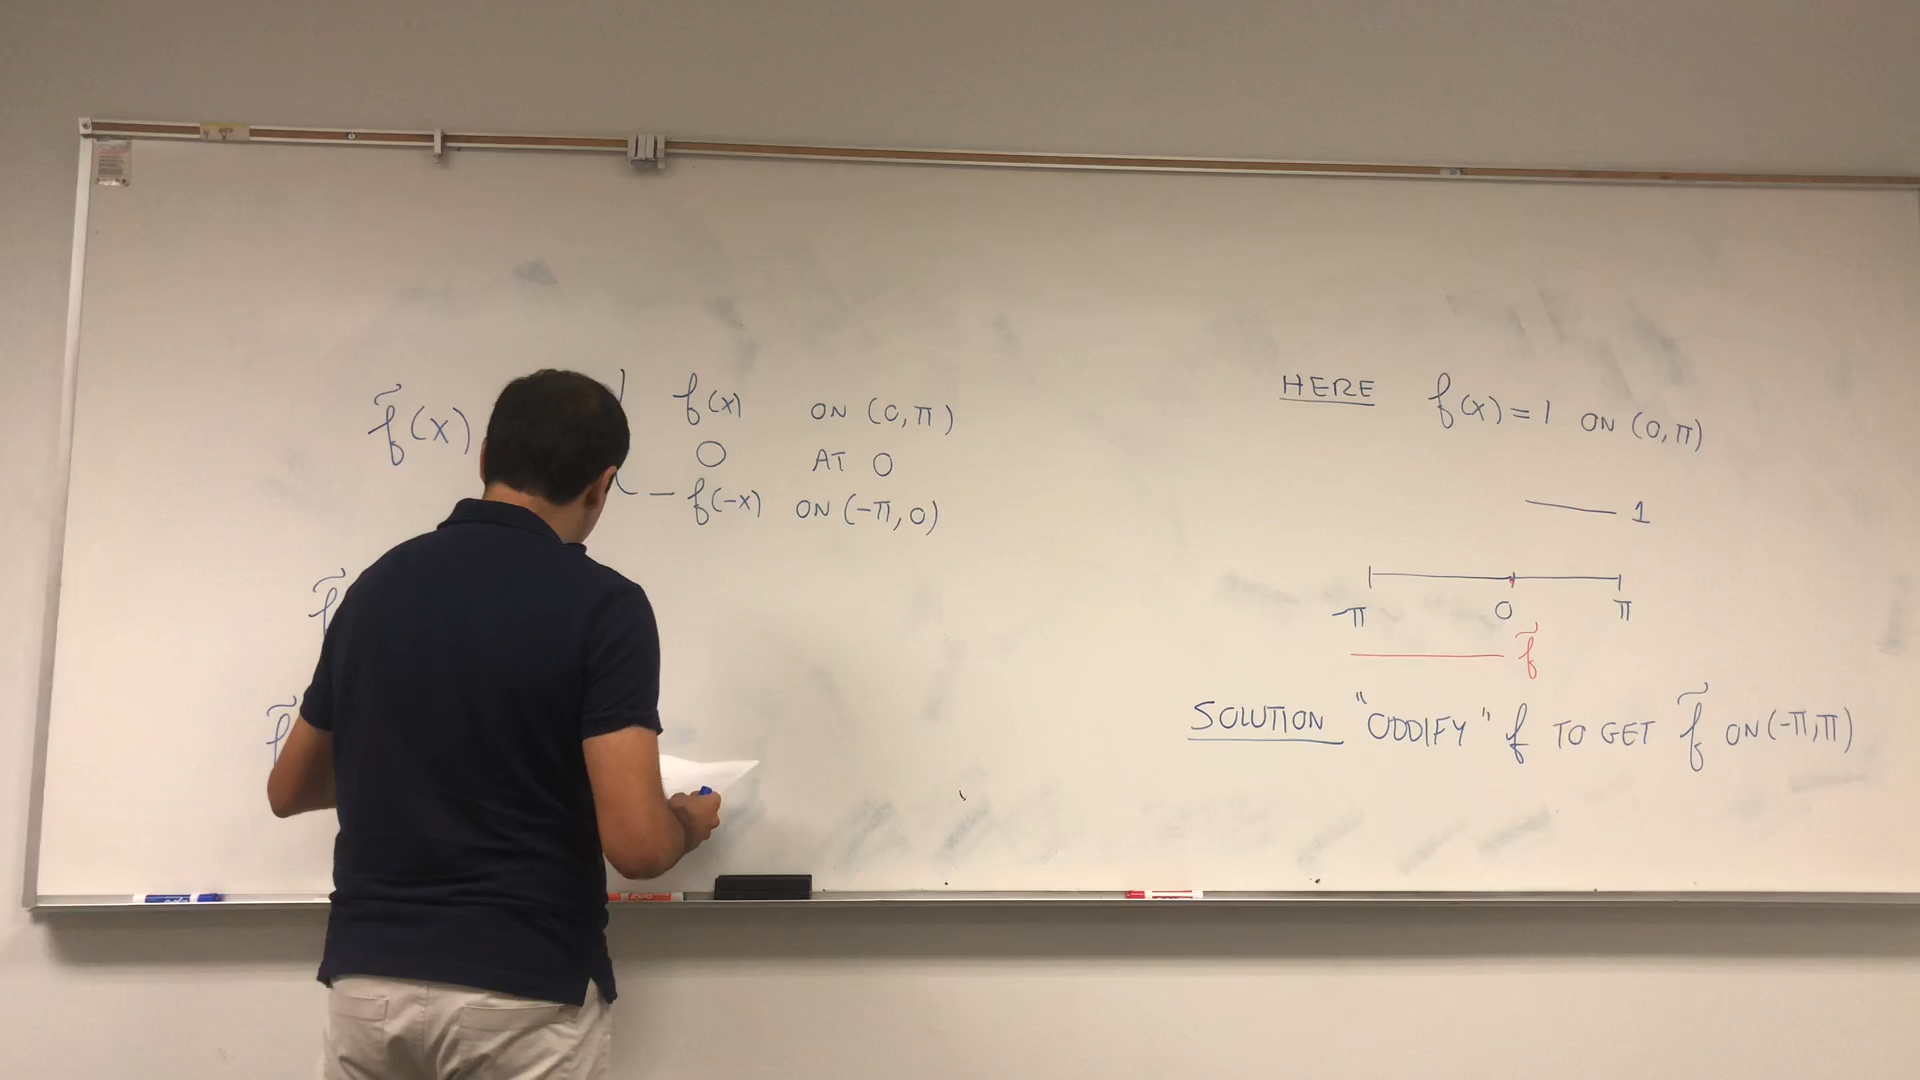 f̃(x) f(x) ON (0,π)
0 AT 0
- f(-x) ON (-π,0)
f̃
f̃
HERE f(x) = 1 ON (0,π)
1
-π 0 π
f̃
SOLUTION "ODDIFY" f TO GET f̃ ON (-π,π)